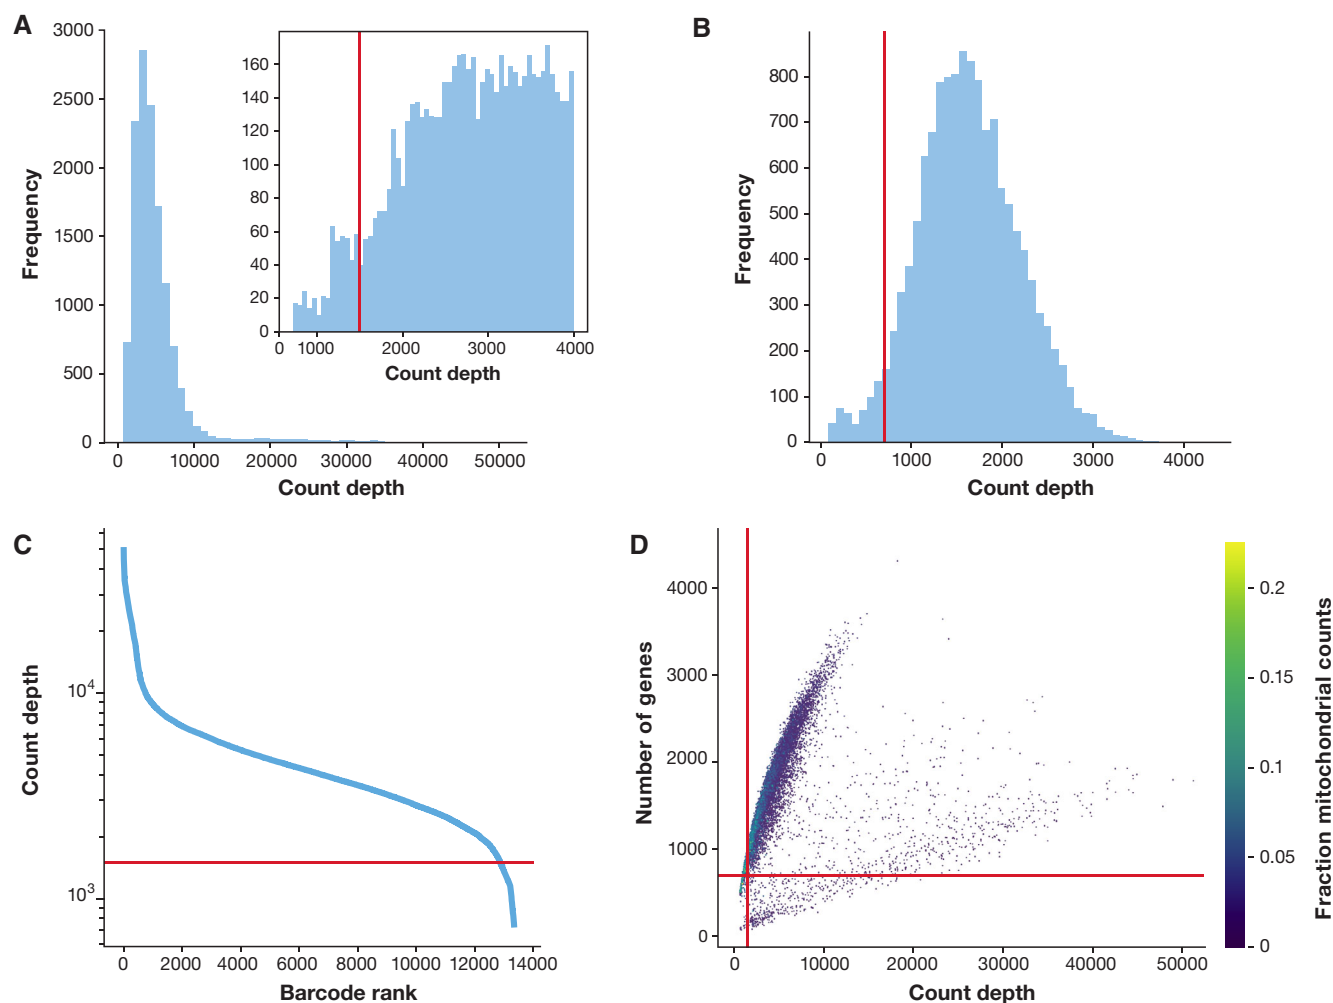 A
Frequency
3000
2500
2000
1500
1000
500
0
0 10000 20000 30000 40000 50000
Count depth
160
140
120
100
80
60
40
20
0
0 1000 2000 3000 4000
Count depth
B
Frequency
800
700
600
500
400
300
200
100
0
0 1000 2000 3000 4000
Count depth
C
Count depth
10^4
10^3
0 2000 4000 6000 8000 10000 12000 14000
Barcode rank
D
Number of genes
4000
3000
2000
1000
0
0 10000 20000 30000 40000 50000
Count depth
0.2
0.15
0.1
0.05
0
Fraction mitochondrial counts